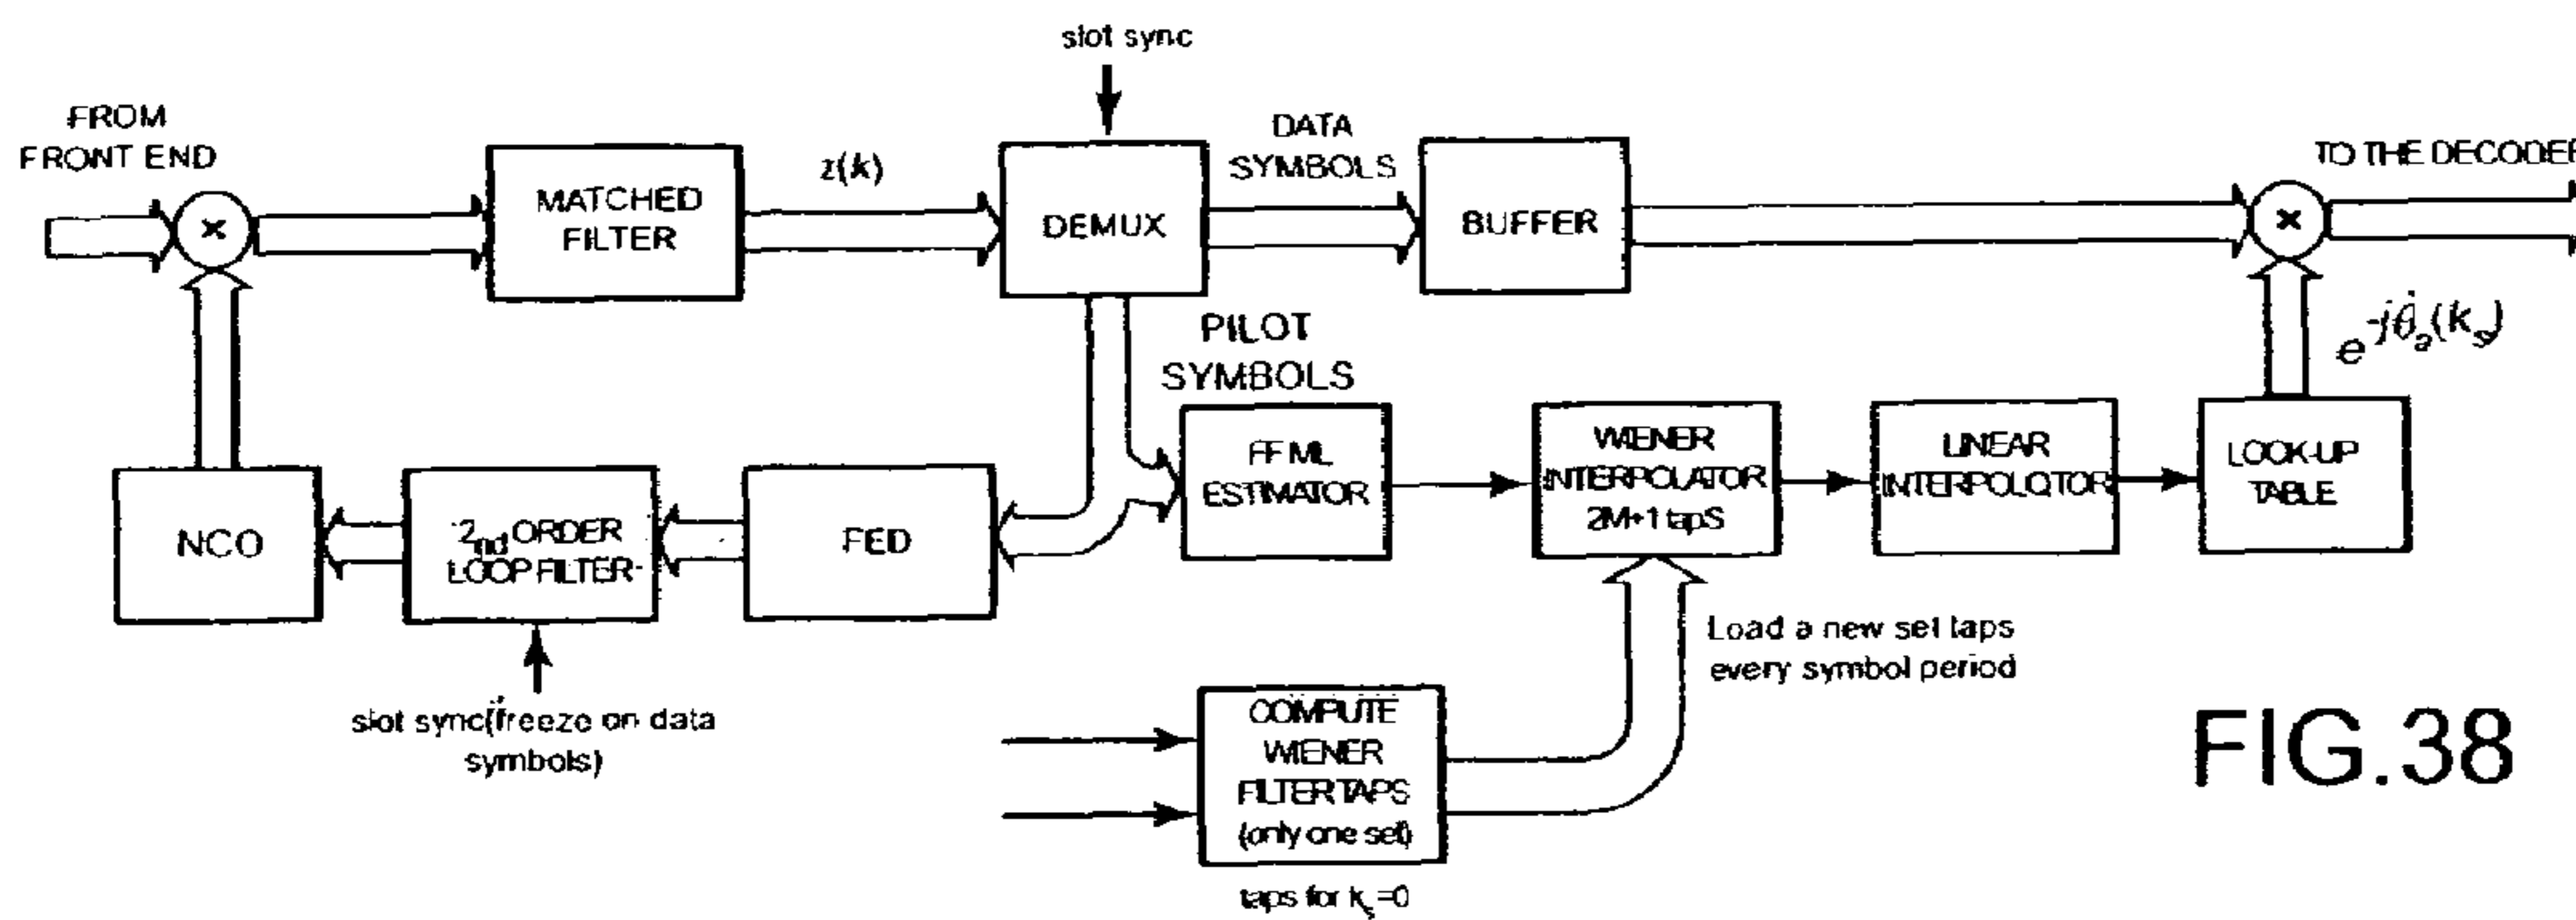 slot sync
FROM
FRONT END
MATCHED
FILTER
z(k)
DEMUX
DATA
SYMBOLS
BUFFER
TO THE DECODER
PILOT
SYMBOLS
e^-jθ̇a(ks)
NCO
2nd ORDER
LOOP FILTER
FED
FF ML
ESTIMATOR
WIENER
INTERPOLATOR
2M+1 tapS
LINEAR
INTERPOLQTOR
LOOK-UP
TABLE
slot sync(freeze on data
symbols)
Load a new set taps
every symbol period
COMPUTE
WIENER
FILTER TAPS
(only one set)
taps for ks=0
FIG.38